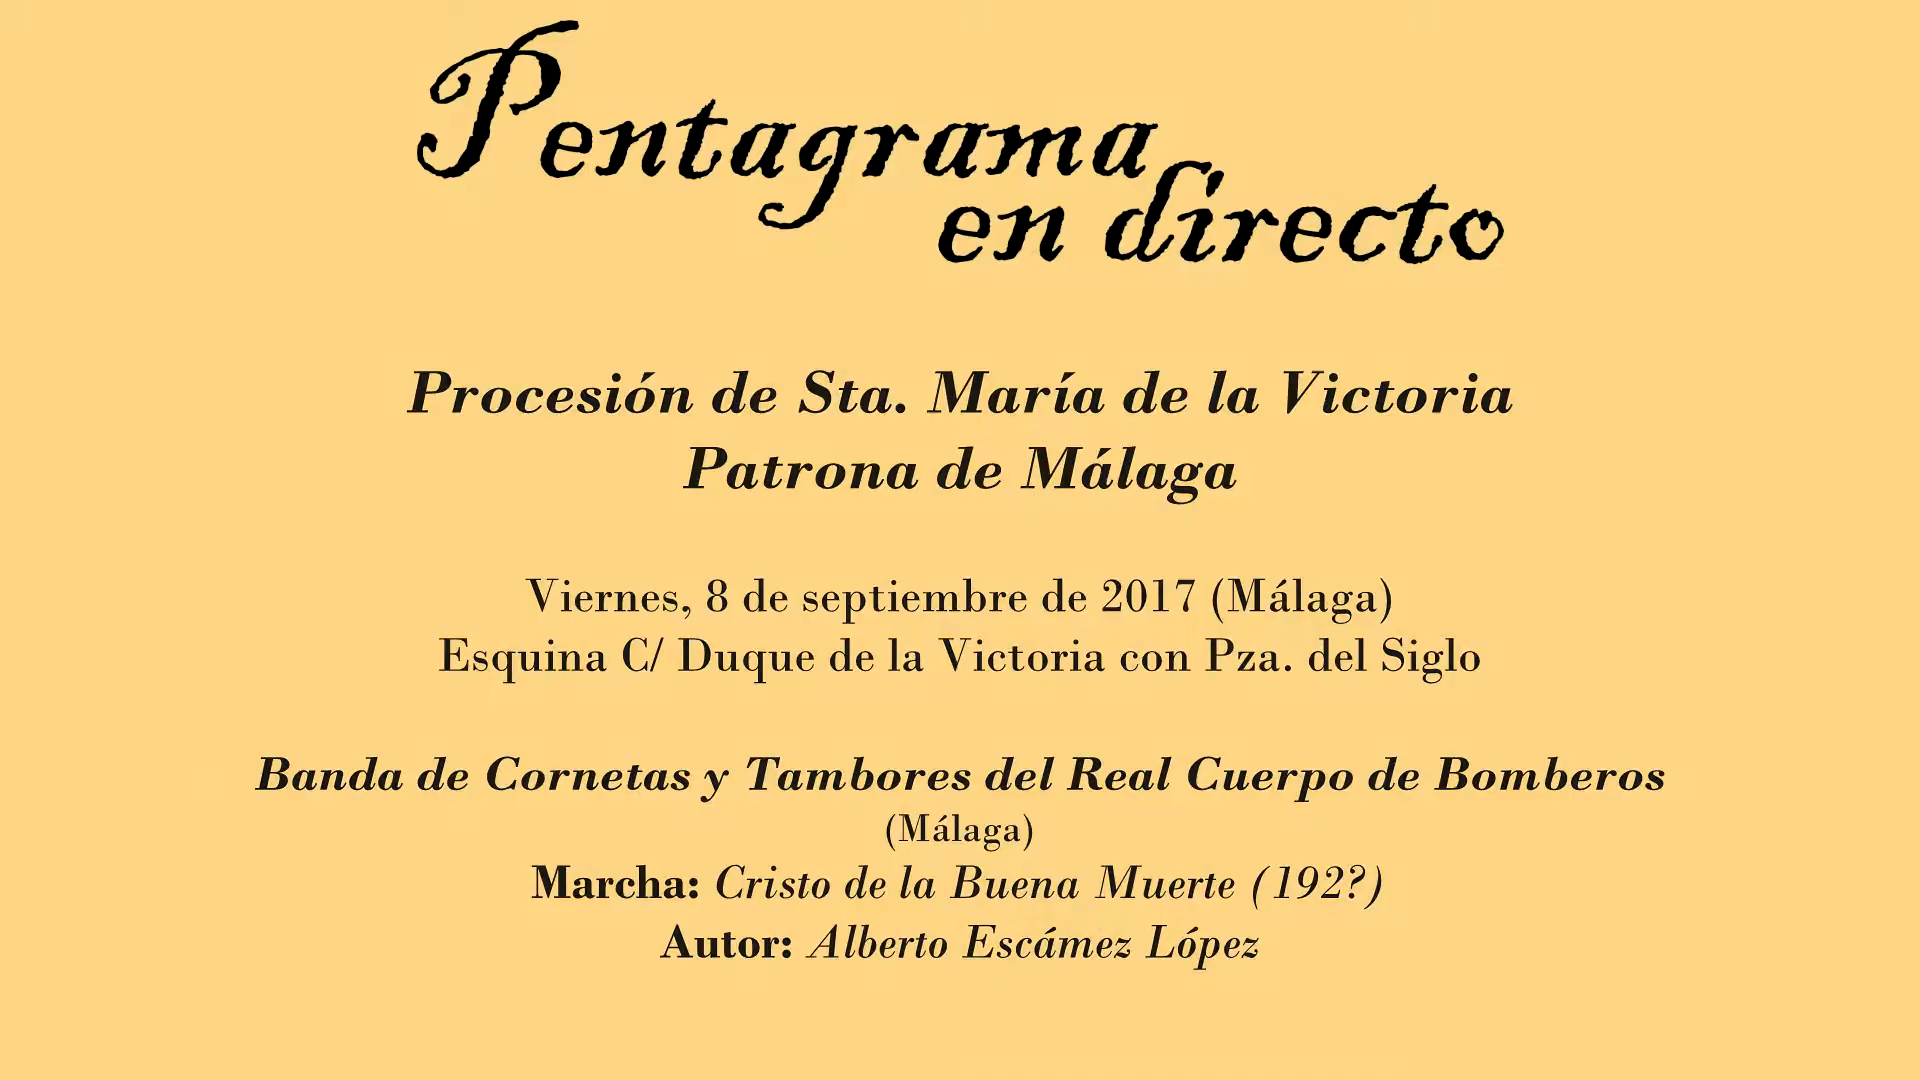 Pentagrama
en directo
Procesión de Sta. María de la Victoria
Patrona de Málaga
Viernes, 8 de septiembre de 2017 (Málaga)
Esquina C/ Duque de la Victoria con Pza. del Siglo
Banda de Cornetas y Tambores del Real Cuerpo de Bomberos
(Málaga)
Marcha: Cristo de la Buena Muerte (192?)
Autor: Alberto Escámez López